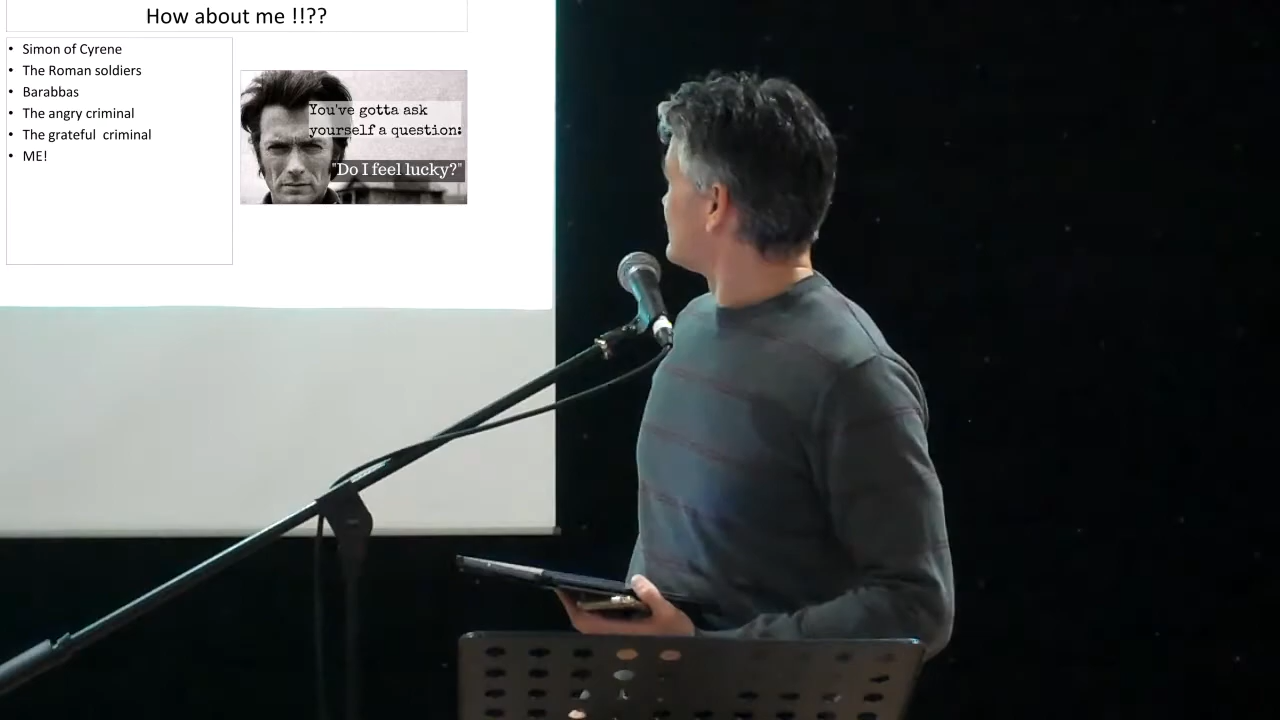 How about me !!??
• Simon of Cyrene
• The Roman soldiers
• Barabbas
• The angry criminal
• The grateful  criminal
• ME!
You've gotta ask
yourself a question:
"Do I feel lucky?"